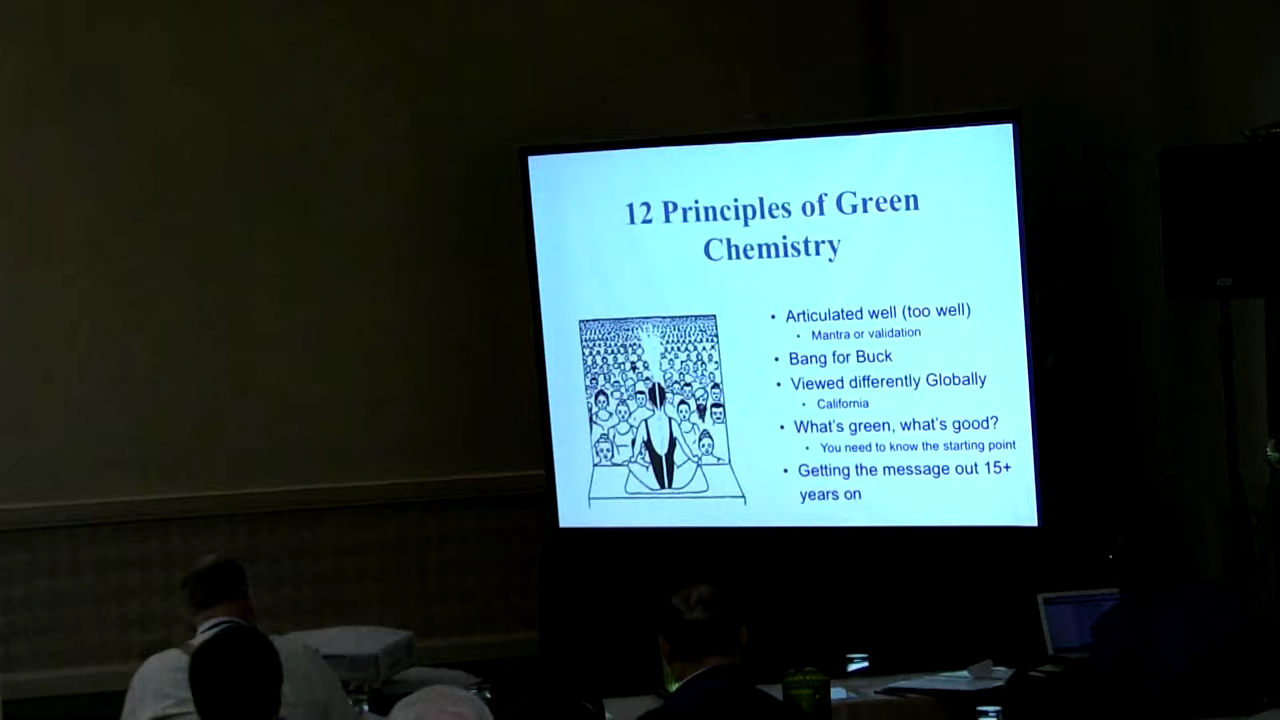 12 Principles of Green
Chemistry
• Articulated well (too well)
• Mantra or validation
• Bang for Buck
• Viewed differently Globally
• California
• What's green, what's good?
• You need to know the starting point
• Getting the message out 15+
years on